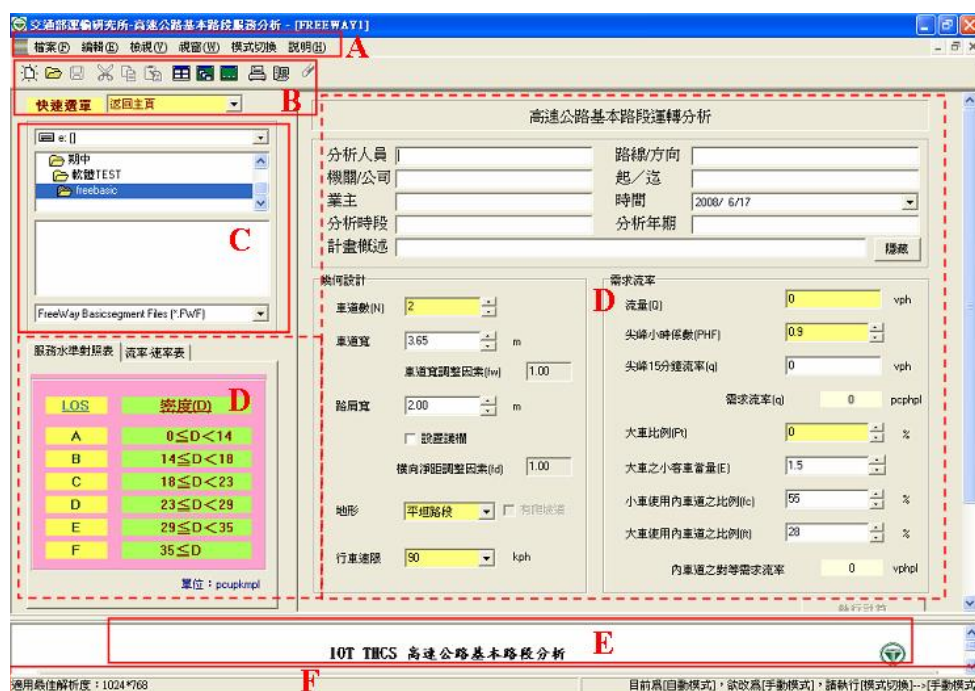 交通部運輸研究所-高速公路基本路段服務分析 - [FREEWAY1]
檔案(F) 編輯(E) 檢視(V) 視窗(W) 模式切換 說明(H)
A
快速選單 返回主頁
B
e: []
期中
軟體TEST
freebasic
C
FreeWay Basicsegment Files (*.FWF)
服務水準對照表 流率-速率表
LOS 密度(D)
D
A 0≦D<14
B 14≦D<18
C 18≦D<23
D 23≦D<29
E 29≦D<35
F 35≦D
單位：pcupkmpl
高速公路基本路段運轉分析
分析人員 路線/方向
機關/公司 起／迄
業主 時間 2008/ 6/17
分析時段 分析年期
計畫概述 隱藏
幾何設計
車道數(N) 2
車道寬 3.65 m
車道寬調整因素(fw) 1.00
路肩寬 2.00 m
設置護欄
橫向淨距調整因素(fd) 1.00
地形 平坦路段 有爬坡道
行車速限 90 kph
需求流率
D
流量(Q) 0 vph
尖峰小時係數(PHF) 0.9
尖峰15分鐘流率(q) 0 vph
需求流率(q) 0 pcphpl
大車比例(Pt) 0 %
大車之小客車當量(E) 1.5
小車使用內車道之比例(fc) 55 %
大車使用內車道之比例(ft) 28 %
內車道之對等需求流率 0 vphpl
執行計算
IOT THCS 高速公路基本路段分析
E
適用最佳解析度：1024*768
F
目前為[自動模式]，欲改為[手動模式]，請執行[模式切換]-->[手動模式